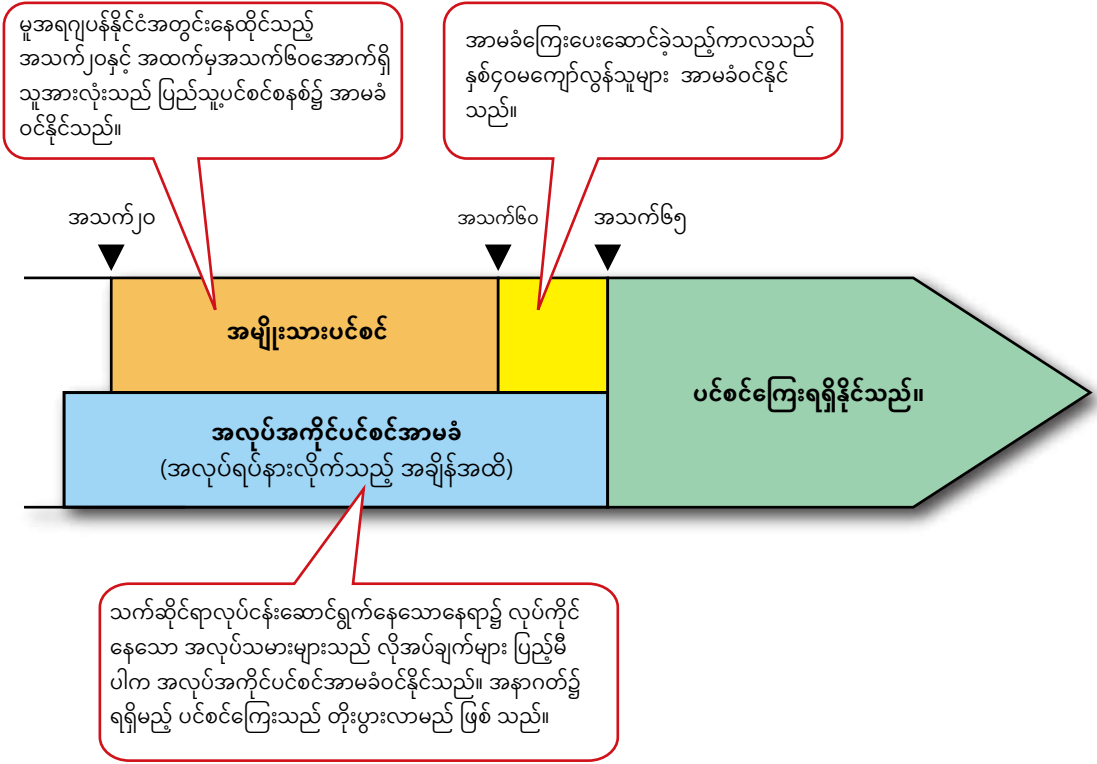 မူအရဂျပန်နိုင်ငံအတွင်းနေထိုင်သည့်
အသက်၂၀နှင့် အထက်မှအသက်၆၀အောက်ရှိ
သူအားလုံးသည် ပြည်သူ့ပင်စင်စနစ်၌ အာမခံ
ဝင်နိုင်သည်။
အာမခံကြေးပေးဆောင်ခဲ့သည့်ကာလသည်
နှစ်၄၀မကျော်လွန်သူများ အာမခံဝင်နိုင်
သည်။
အသက်၂၀
အသက်၆၀
အသက်၆၅
အမျိုးသားပင်စင်
ပင်စင်ကြေးရရှိနိုင်သည်။
အလုပ်အကိုင်ပင်စင်အာမခံ
(အလုပ်ရပ်နားလိုက်သည့် အချိန်အထိ)
သက်ဆိုင်ရာလုပ်ငန်းဆောင်ရွက်နေသောနေရာ၌ လုပ်ကိုင်
နေသော အလုပ်သမားများသည် လိုအပ်ချက်များ ပြည့်မီ
ပါက အလုပ်အကိုင်ပင်စင်အာမခံဝင်နိုင်သည်။ အနာဂတ်၌
ရရှိမည့် ပင်စင်ကြေးသည် တိုးပွားလာမည် ဖြစ် သည်။